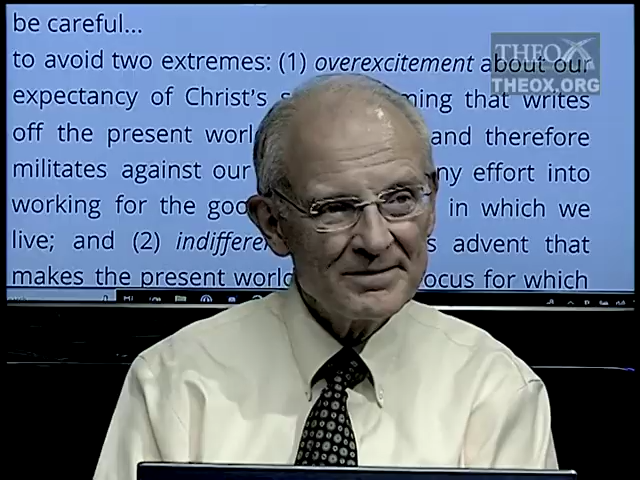 be careful...
to avoid two extremes: (1) overexcitement about our
expectancy of Christ's s ming that writes
off the present worl and therefore
militates against our ny effort into
working for the goo in which we
live; and (2) indifferen s advent that
makes the present world ocus for which
THEOX
THEOX.ORG